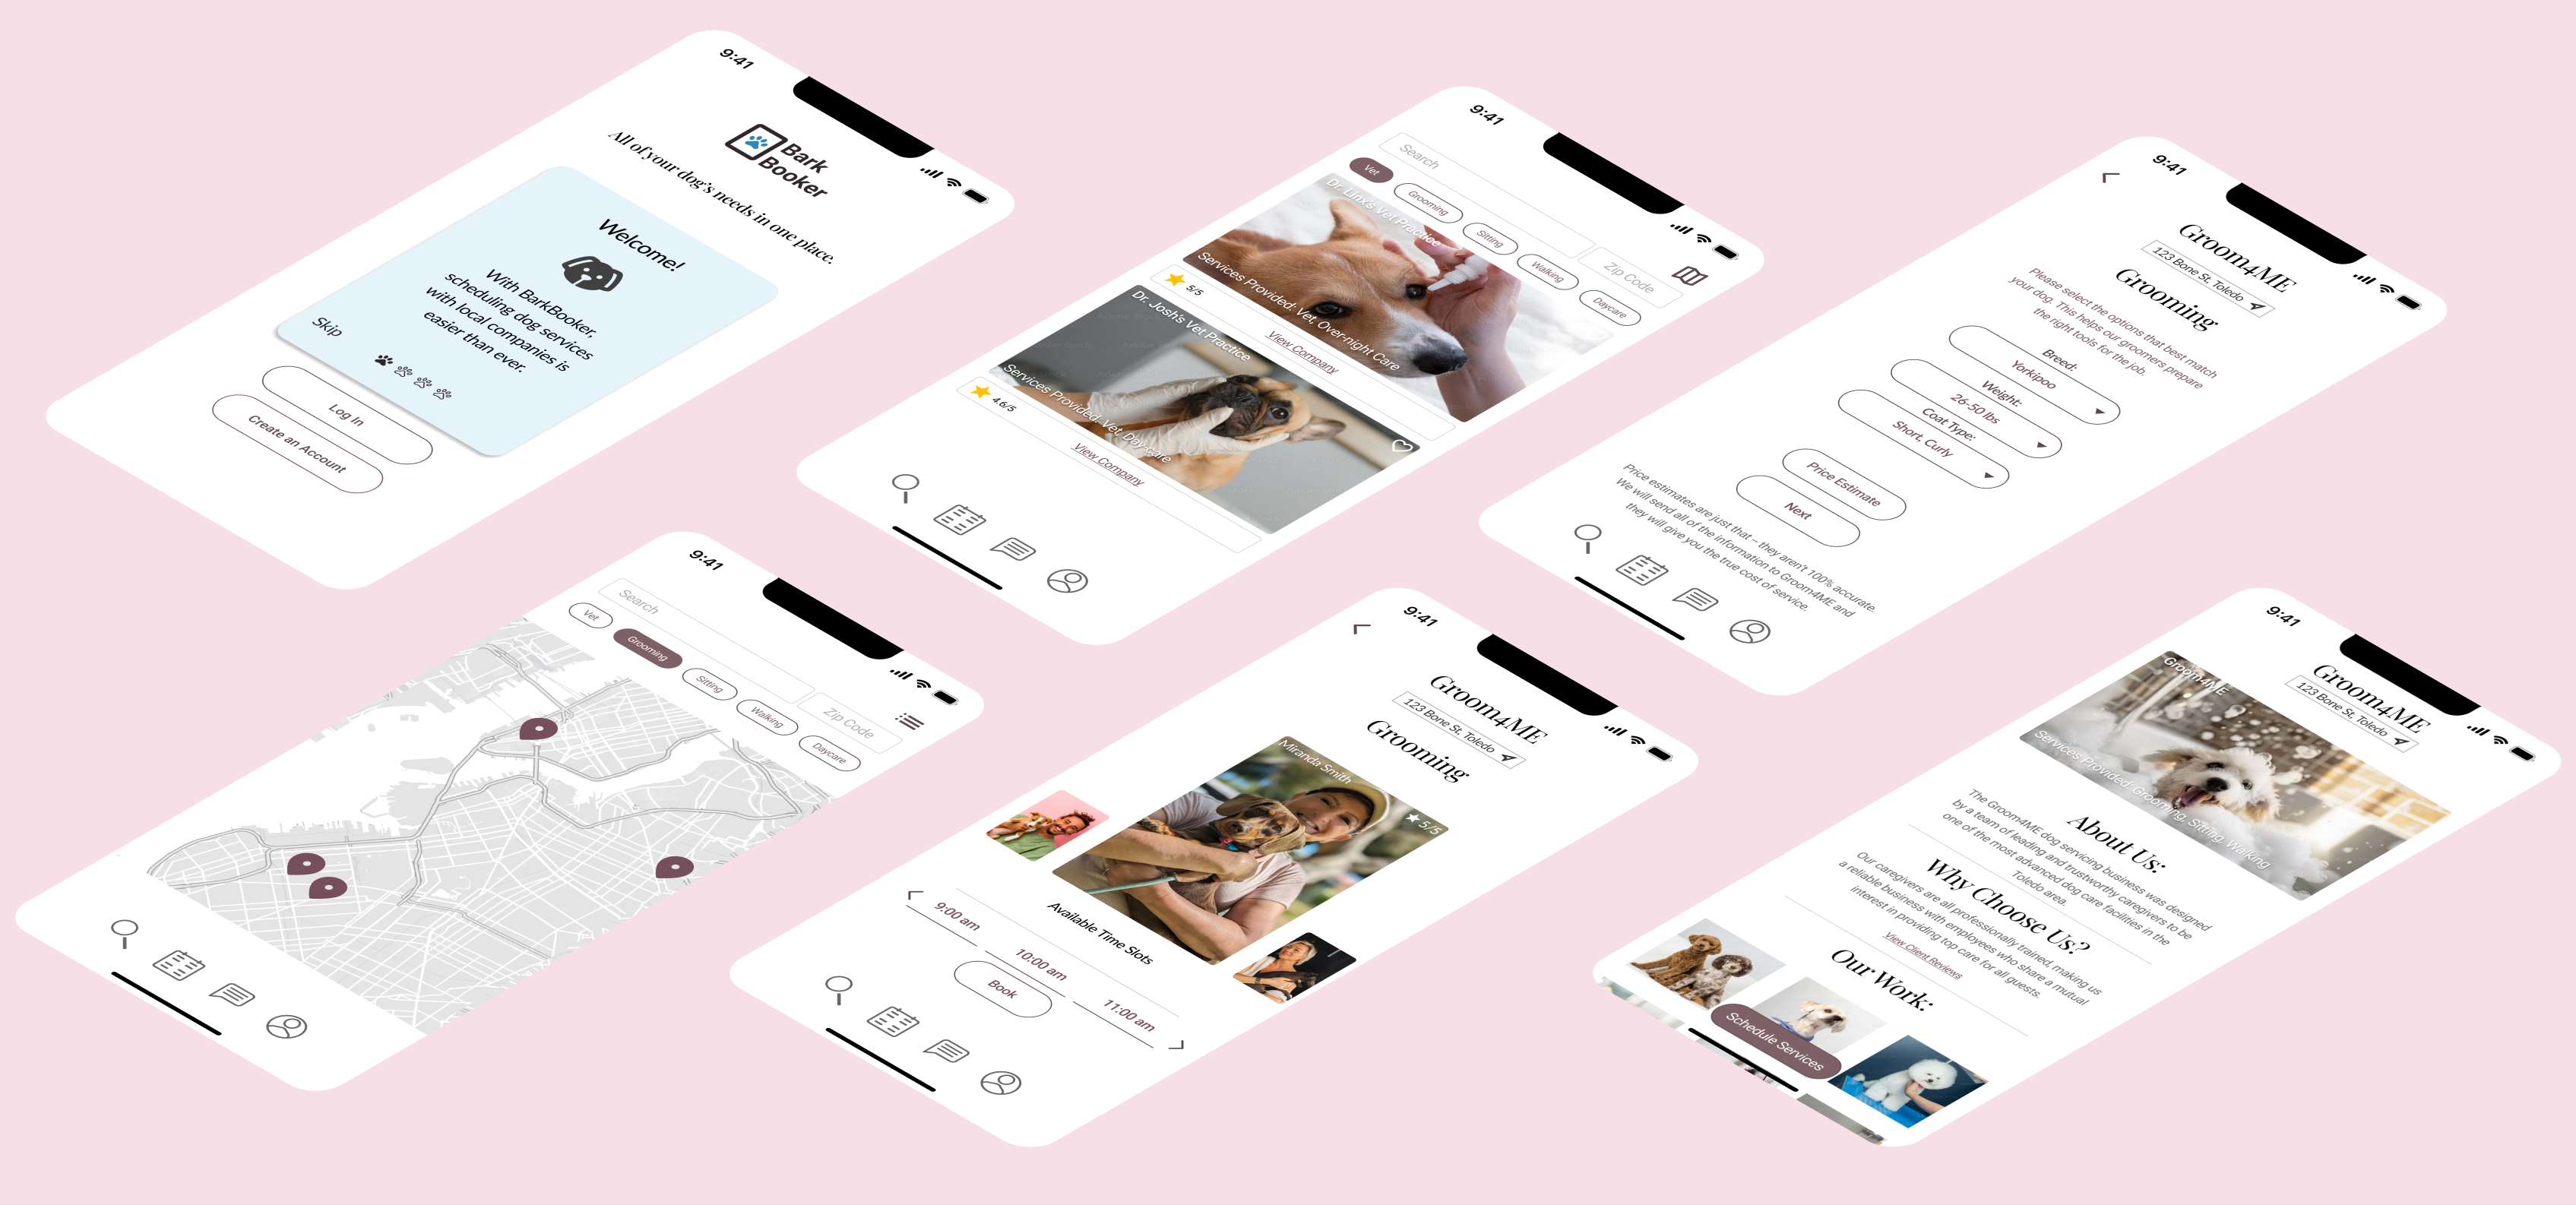 9:41
Bark
Booker
All of your dog's needs in one place.
Welcome!
With BarkBooker,
scheduling dog services
with local companies is
easier than ever.
Skip
Log In
Create an Account
9:41
Search
Zip Code
Vet
Grooming
Sitting
Walking
Daycare
Dr. Linx's Vet Practice
Services Provided: Vet, Over-night Care
5/5
View Company
Dr. Josh's Vet Practice
Services Provided: Vet, Day care
4.6/5
View Company
9:41
Groom4ME
123 Bone St, Toledo
Grooming
Please select the options that best match
your dog. This helps our groomers prepare
the right tools for the job.
Breed:
Yorkipoo
Weight:
26-50 lbs
Coat Type:
Short, Curly
Price Estimate
Next
Price estimates are just that – they aren't 100% accurate.
We will send all of the information to Groom4ME and
they will give you the true cost of service.
9:41
Search
Zip Code
Vet
Grooming
Sitting
Walking
Daycare
9:41
Groom4ME
123 Bone St, Toledo
Grooming
Miranda Smith
5/5
Available Time Slots
9:00 am
10:00 am
11:00 am
Book
9:41
Groom4ME
123 Bone St, Toledo
Groom4ME
Services Provided: Grooming, Sitting, Walking
About Us:
The Groom4ME dog servicing business was designed
by a team of leading and trustworthy caregivers to be
one of the most advanced dog care facilities in the
Toledo area.
Why Choose Us?
Our caregivers are all professionally trained, making us
a reliable business with employees who share a mutual
interest in providing top care for all guests.
View Client Reviews
Our Work:
Schedule Services